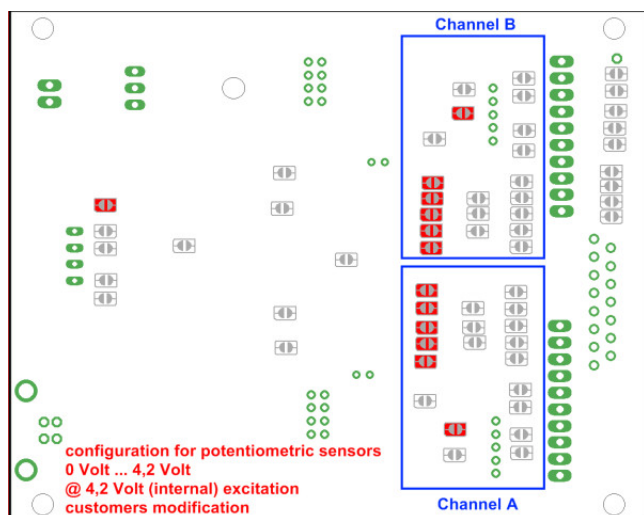 Channel B
configuration for potentiometric sensors
0 Volt ... 4,2 Volt
@ 4,2 Volt (internal) excitation
customers modification
Channel A